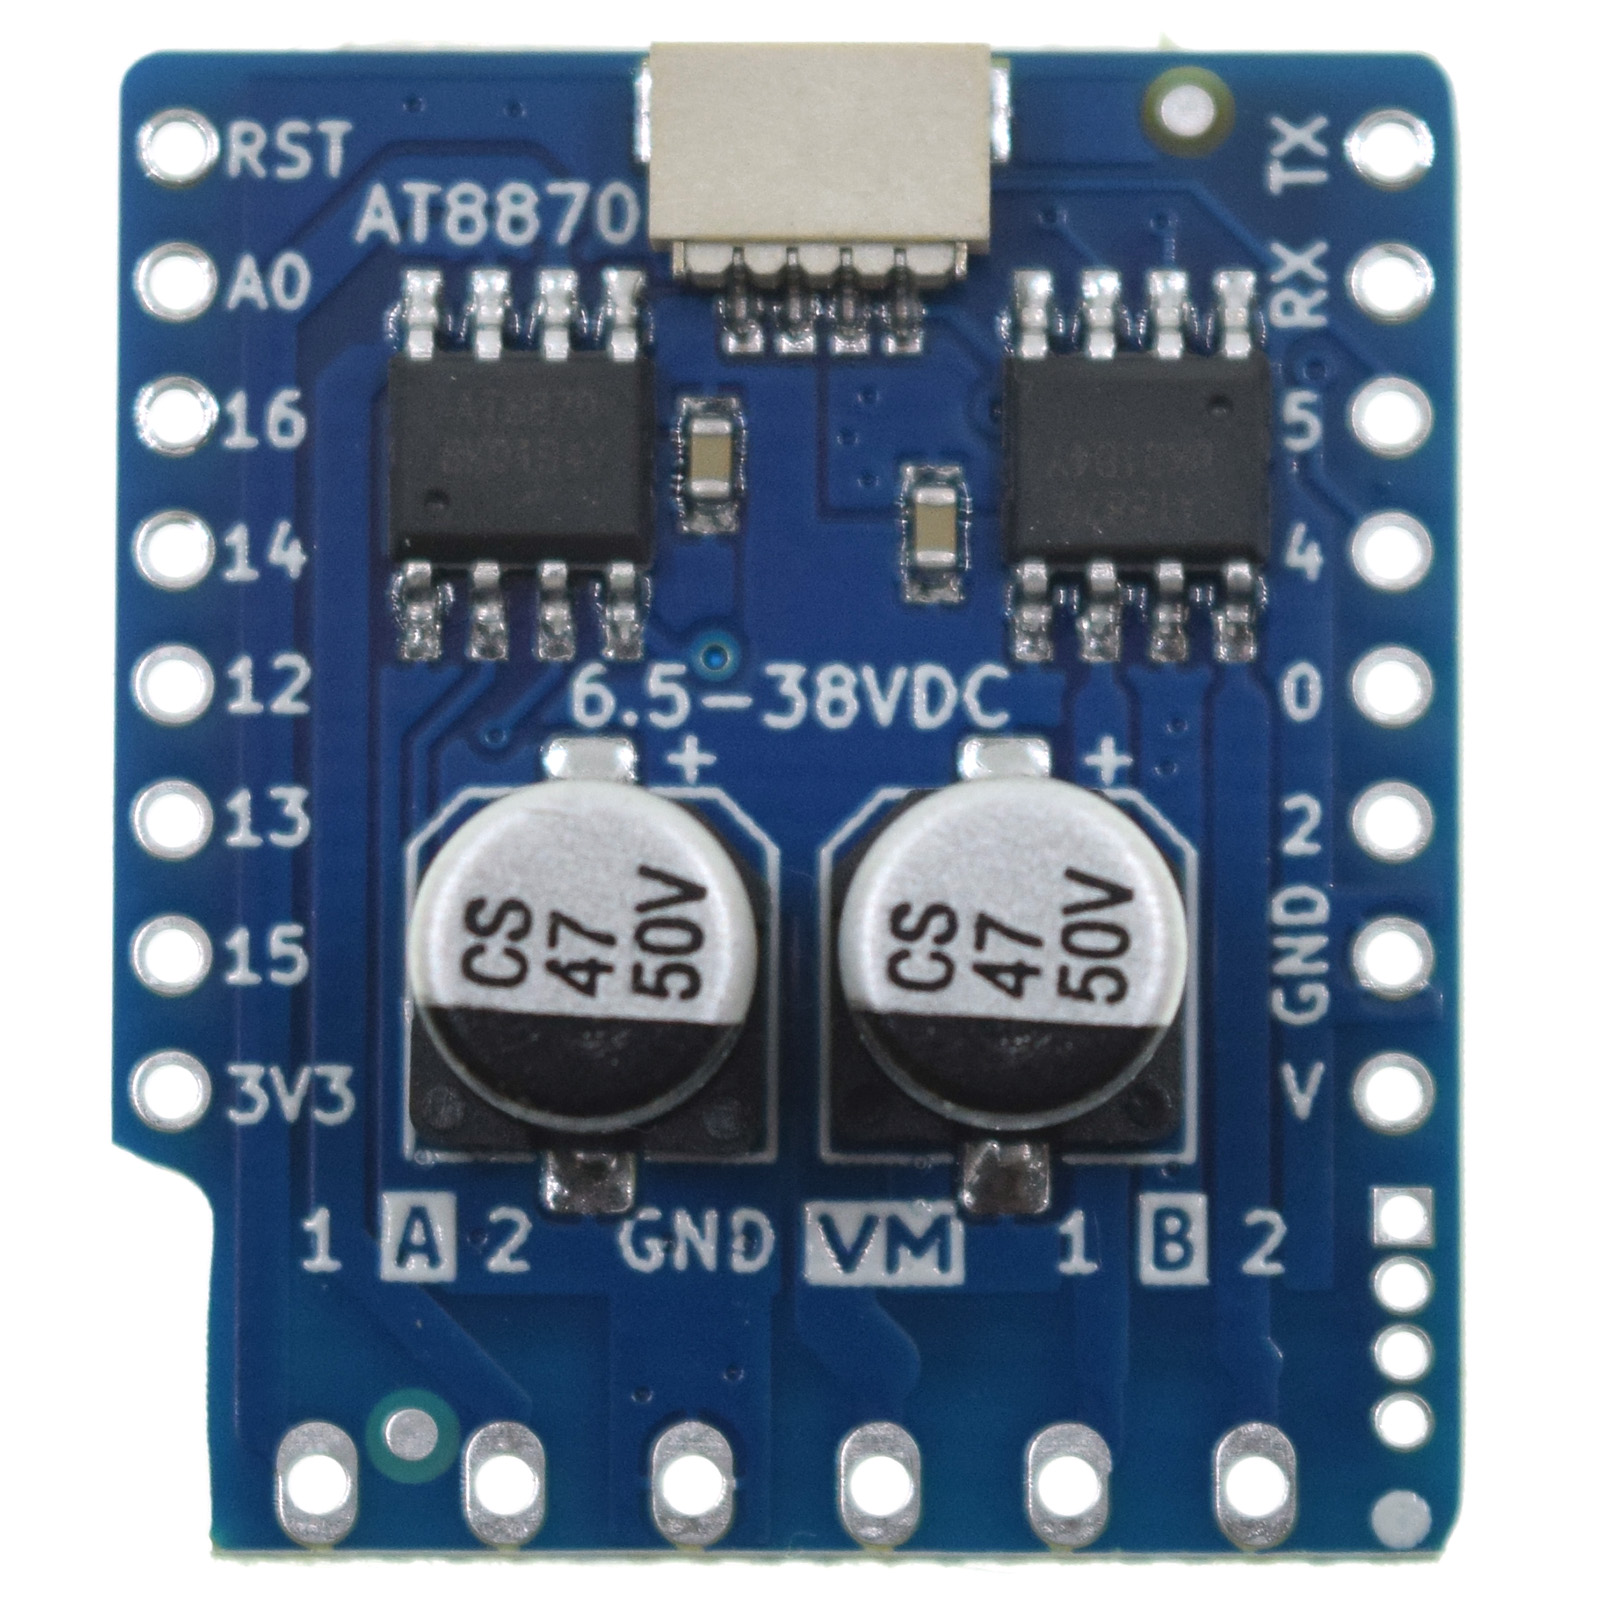 RST
TX
AT8870
A0
RX
16
5
14
4
6.5-38VDC
12
0
+
+
13
2
CS
47
50V
CS
47
50V
15
GND
3V3
V
1 A 2 GND VM 1 B 2